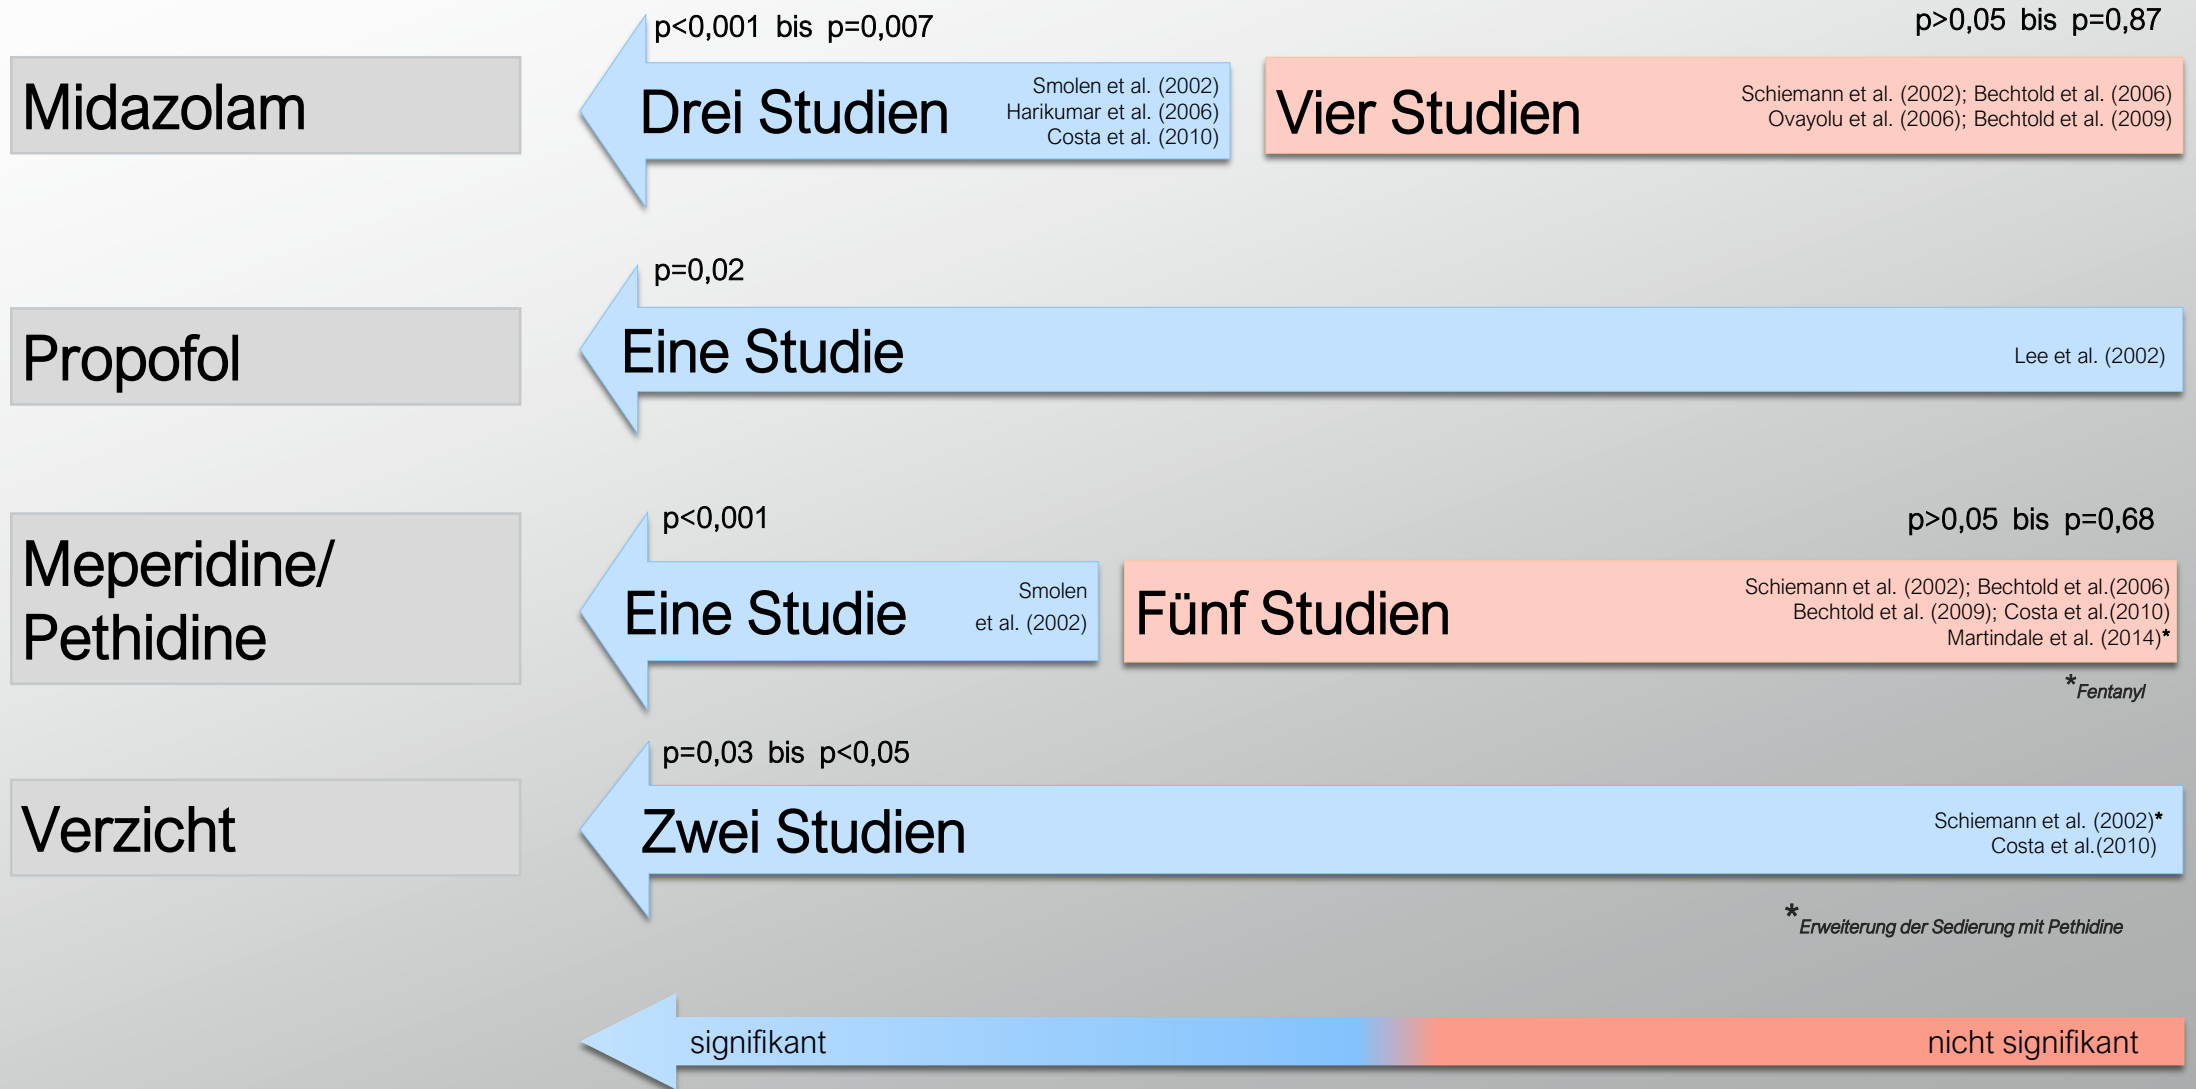 p<0,001 bis p=0,007
p>0,05 bis p=0,87
Midazolam
Drei Studien
Smolen et al. (2002)
Harikumar et al. (2006)
Costa et al. (2010)
Vier Studien
Schiemann et al. (2002); Bechtold et al. (2006)
Ovayolu et al. (2006); Bechtold et al. (2009)
p=0,02
Propofol
Eine Studie
Lee et al. (2002)
p<0,001
p>0,05 bis p=0,68
Meperidine/
Pethidine
Eine Studie
Smolen
et al. (2002)
Fünf Studien
Schiemann et al. (2002); Bechtold et al.(2006)
Bechtold et al. (2009); Costa et al.(2010)
Martindale et al. (2014)*
*Fentanyl
p=0,03 bis p<0,05
Verzicht
Zwei Studien
Schiemann et al. (2002)*
Costa et al.(2010)
*Erweiterung der Sedierung mit Pethidine
signifikant
nicht signifikant